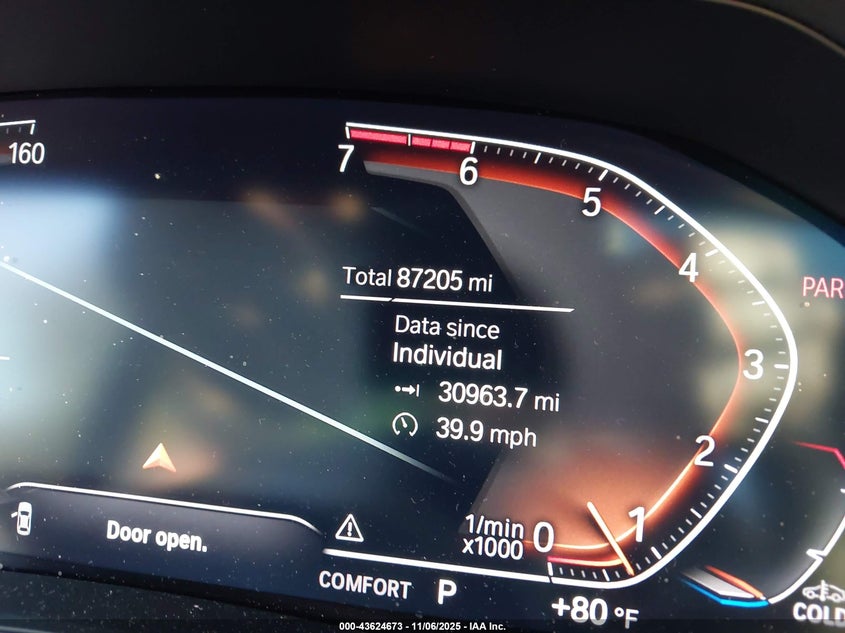 160
7
6
5
4
3
2
1
0
Total 87205 mi
Data since
Individual
30963.7 mi
39.9 mph
PAR
Door open.
1/min
x1000
COMFORT P
+80 °F
COLD
000-43624673 - 11/06/2025 - IAA Inc.